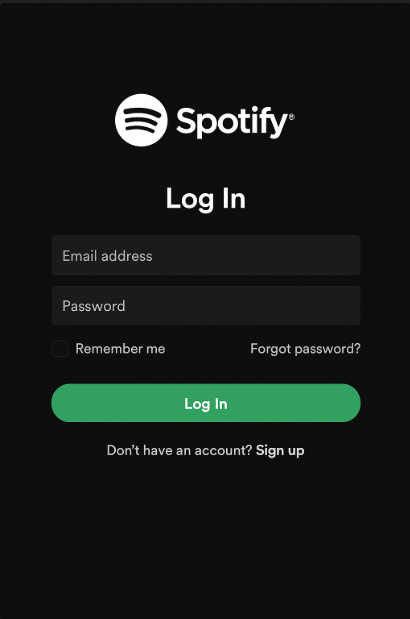 Spotify®
Log In
Email address
Password
Remember me Forgot password?
Log In
Don’t have an account? Sign up